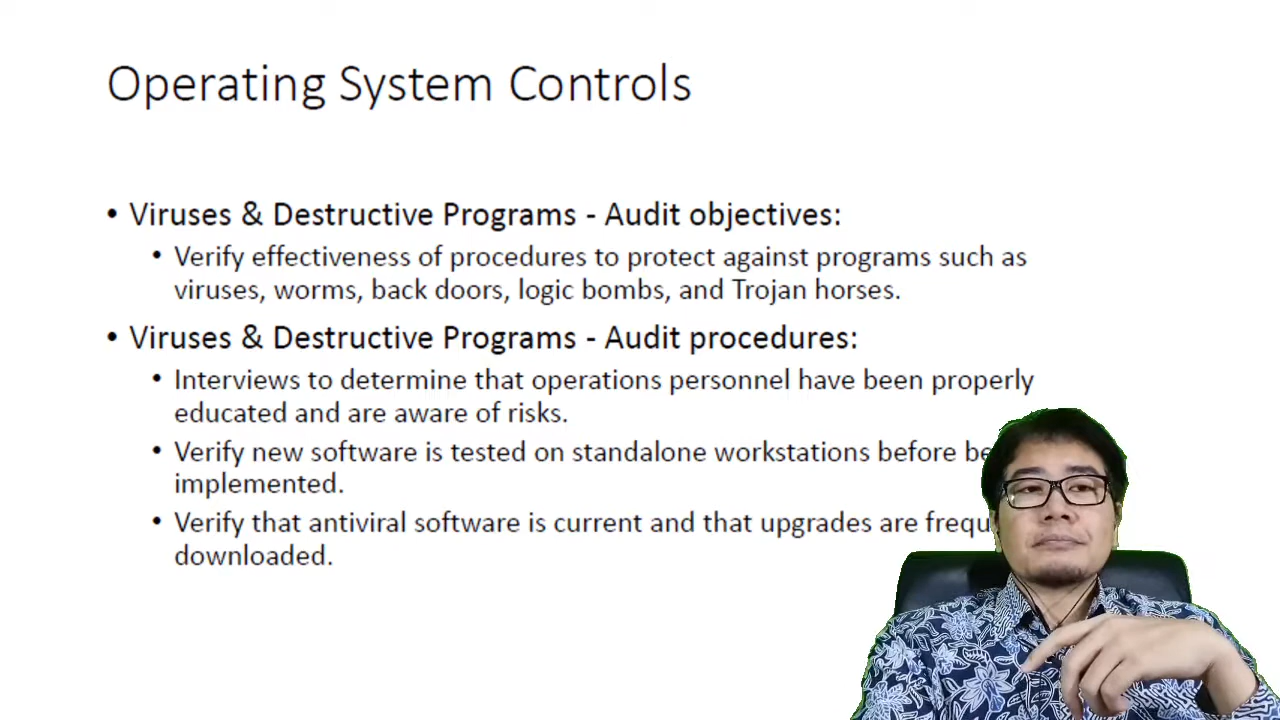 Operating System Controls
• Viruses & Destructive Programs - Audit objectives:
• Verify effectiveness of procedures to protect against programs such as
viruses, worms, back doors, logic bombs, and Trojan horses.
• Viruses & Destructive Programs - Audit procedures:
• Interviews to determine that operations personnel have been properly
educated and are aware of risks.
• Verify new software is tested on standalone workstations before
implemented.
• Verify that antiviral software is current and that upgrades are
downloaded.